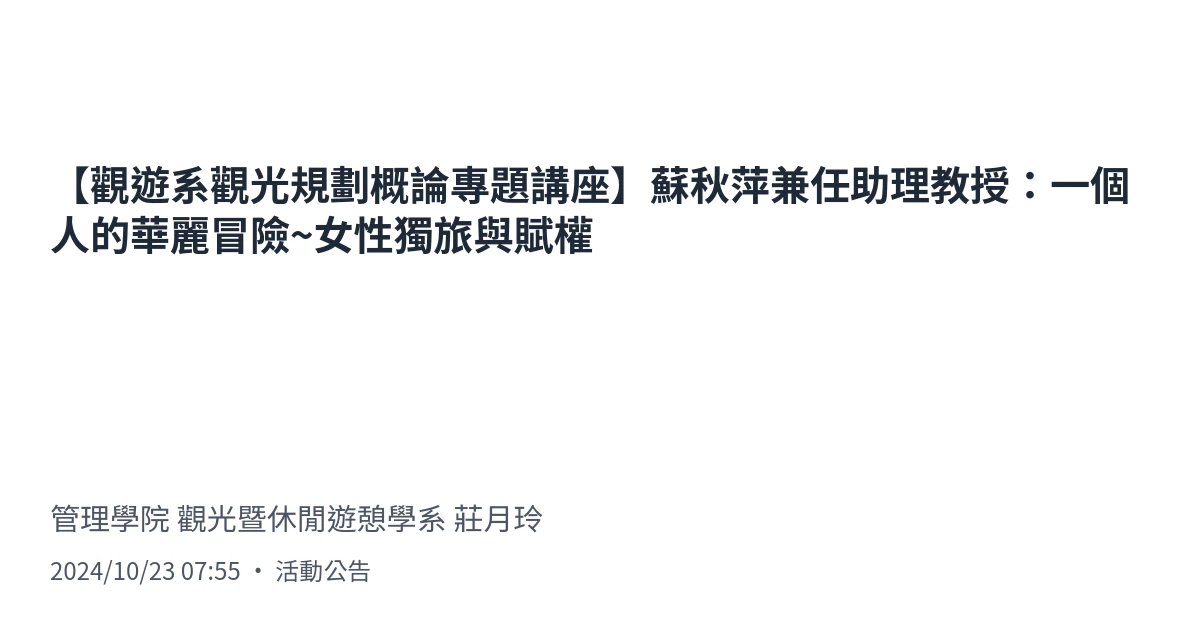 【觀遊系觀光規劃概論專題講座】蘇秋萍兼任助理教授：一個
人的華麗冒險~女性獨旅與賦權
管理學院 觀光暨休閒遊憩學系 莊月玲
2024/10/23 07:55 ・ 活動公告